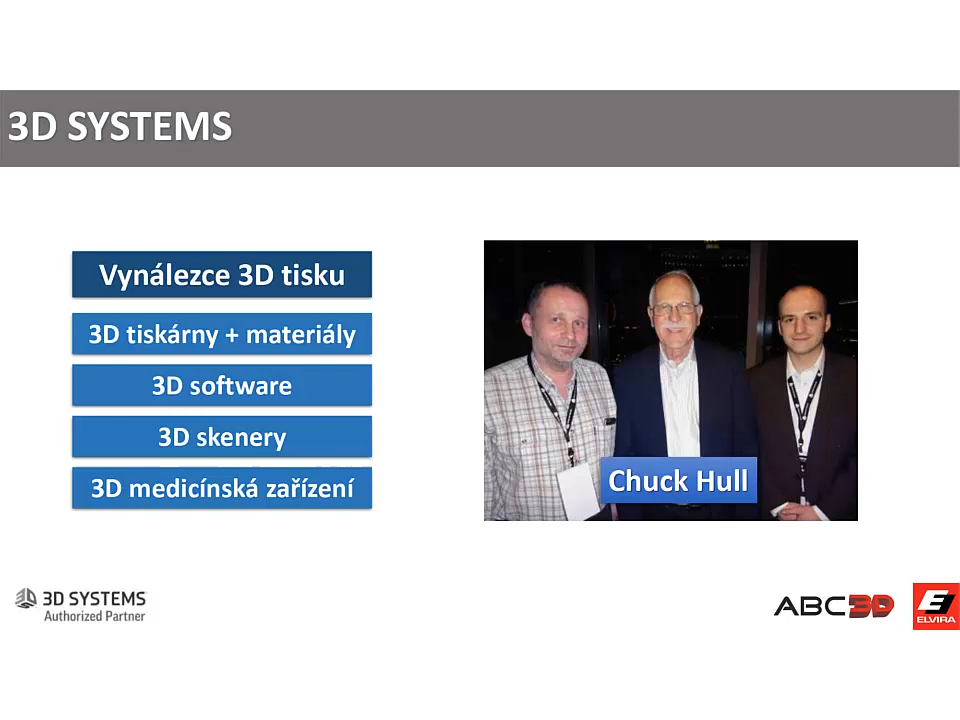 3D SYSTEMS
Vynálezce 3D tisku
3D tiskárny + materiály
3D software
3D skenery
3D medicínská zařízení
Chuck Hull
3D SYSTEMS
Authorized Partner
ABC3D
ELVIRA